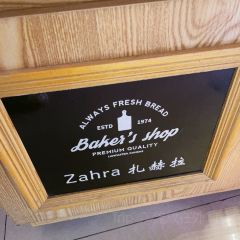 ALWAYS FRESH BREAD
ESTD 1974
Baker's shop
PREMIUM QUALITY
Zahra 扎赫拉